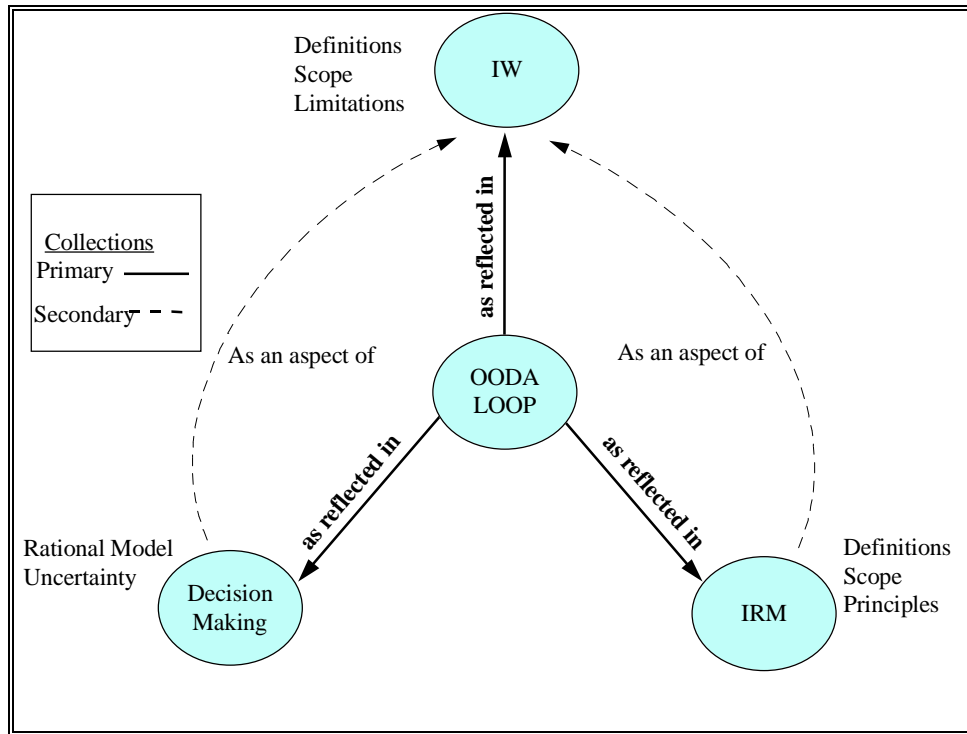 Definitions
Scope
Limitations
IW
as reflected in
Collections
Primary
Secondary
As an aspect of
As an aspect of
OODA
LOOP
as reflected in
as reflected in
Rational Model
Uncertainty
Decision
Making
IRM
Definitions
Scope
Principles